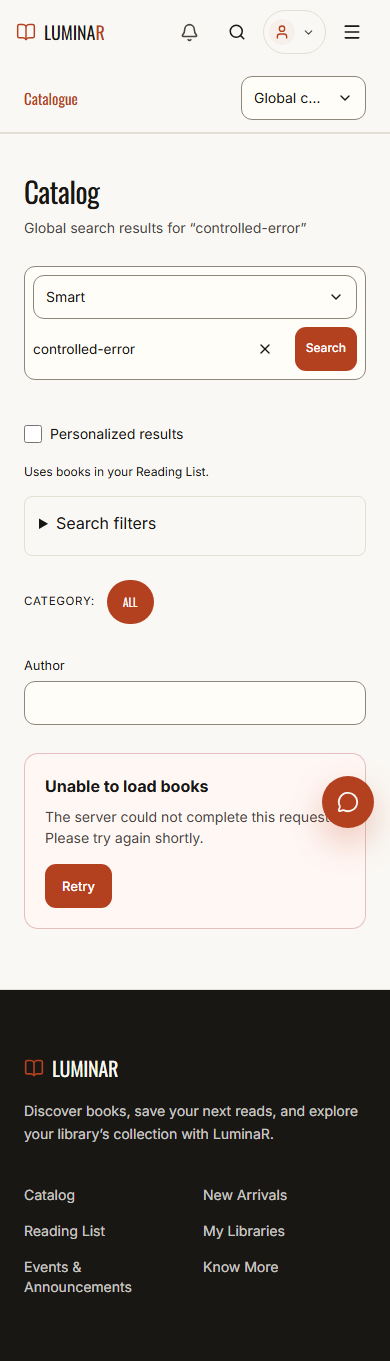 LUMINAR
Catalogue
Global c...
Catalog
Global search results for “controlled-error”
Smart
controlled-error
Search
Personalized results
Uses books in your Reading List.
Search filters
CATEGORY:
ALL
Author
Unable to load books
The server could not complete this request.
Please try again shortly.
Retry
LUMINAR
Discover books, save your next reads, and explore
your library’s collection with LuminaR.
Catalog
New Arrivals
Reading List
My Libraries
Events &
Announcements
Know More